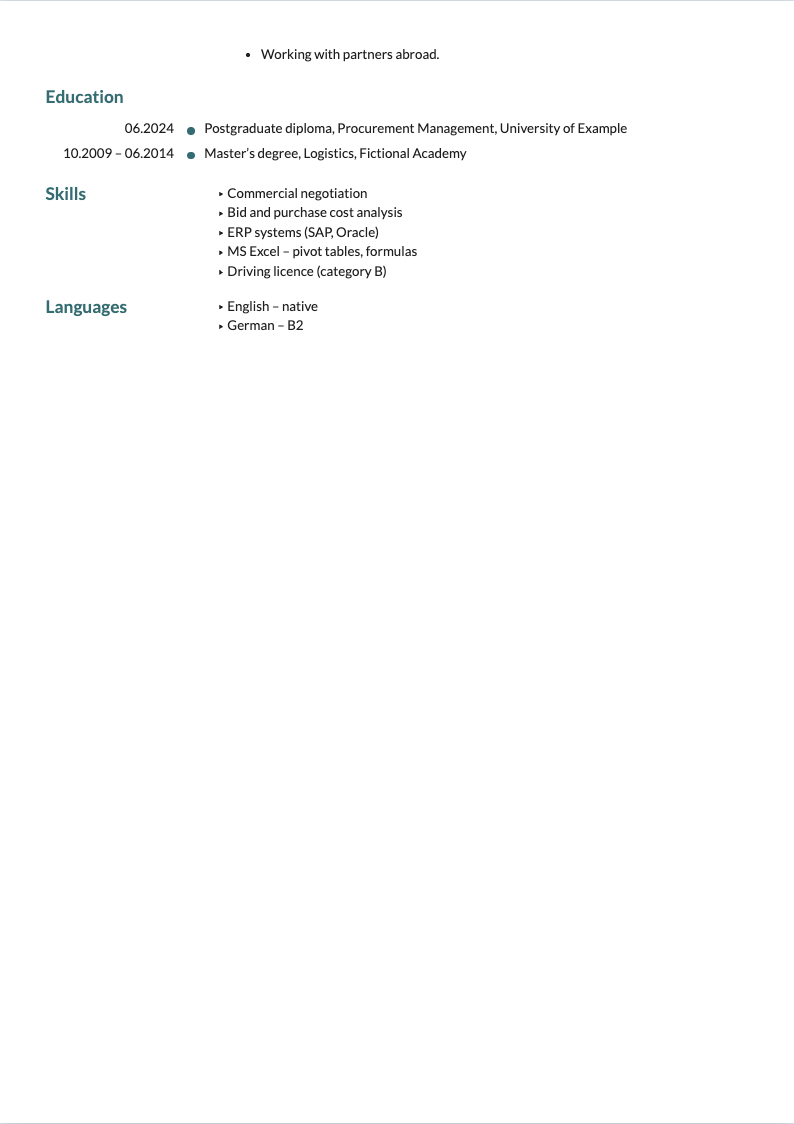 • Working with partners abroad.
Education
06.2024 Postgraduate diploma, Procurement Management, University of Example
10.2009 – 06.2014 Master’s degree, Logistics, Fictional Academy
Skills
‣ Commercial negotiation
‣ Bid and purchase cost analysis
‣ ERP systems (SAP, Oracle)
‣ MS Excel – pivot tables, formulas
‣ Driving licence (category B)
Languages
‣ English – native
‣ German – B2